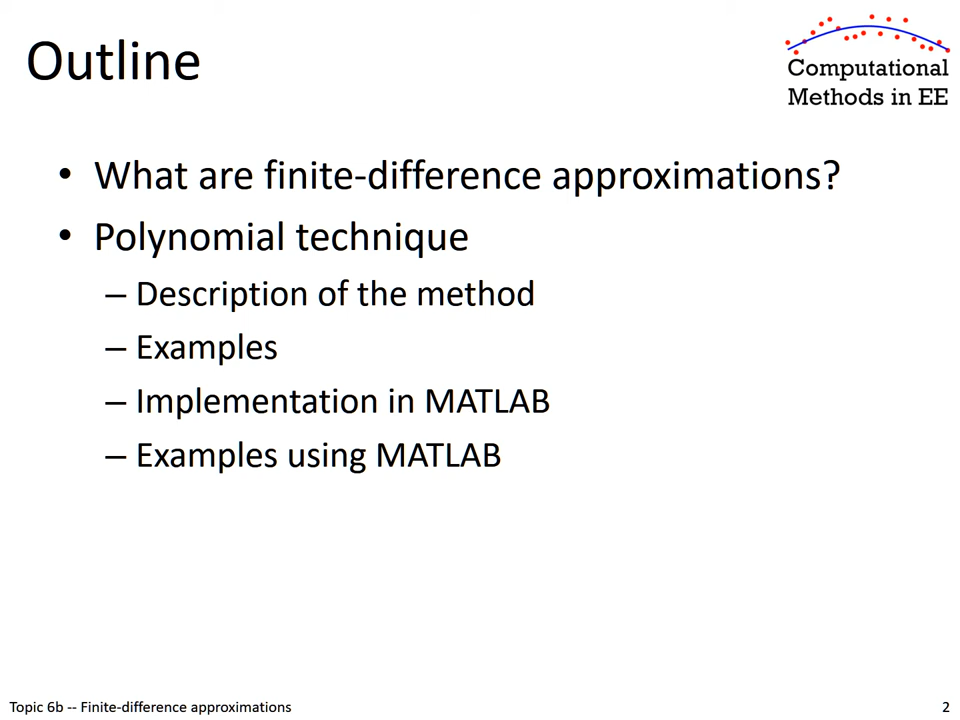 Outline
Computational
Methods in EE
• What are finite-difference approximations?
• Polynomial technique
– Description of the method
– Examples
– Implementation in MATLAB
– Examples using MATLAB
Topic 6b -- Finite-difference approximations
2